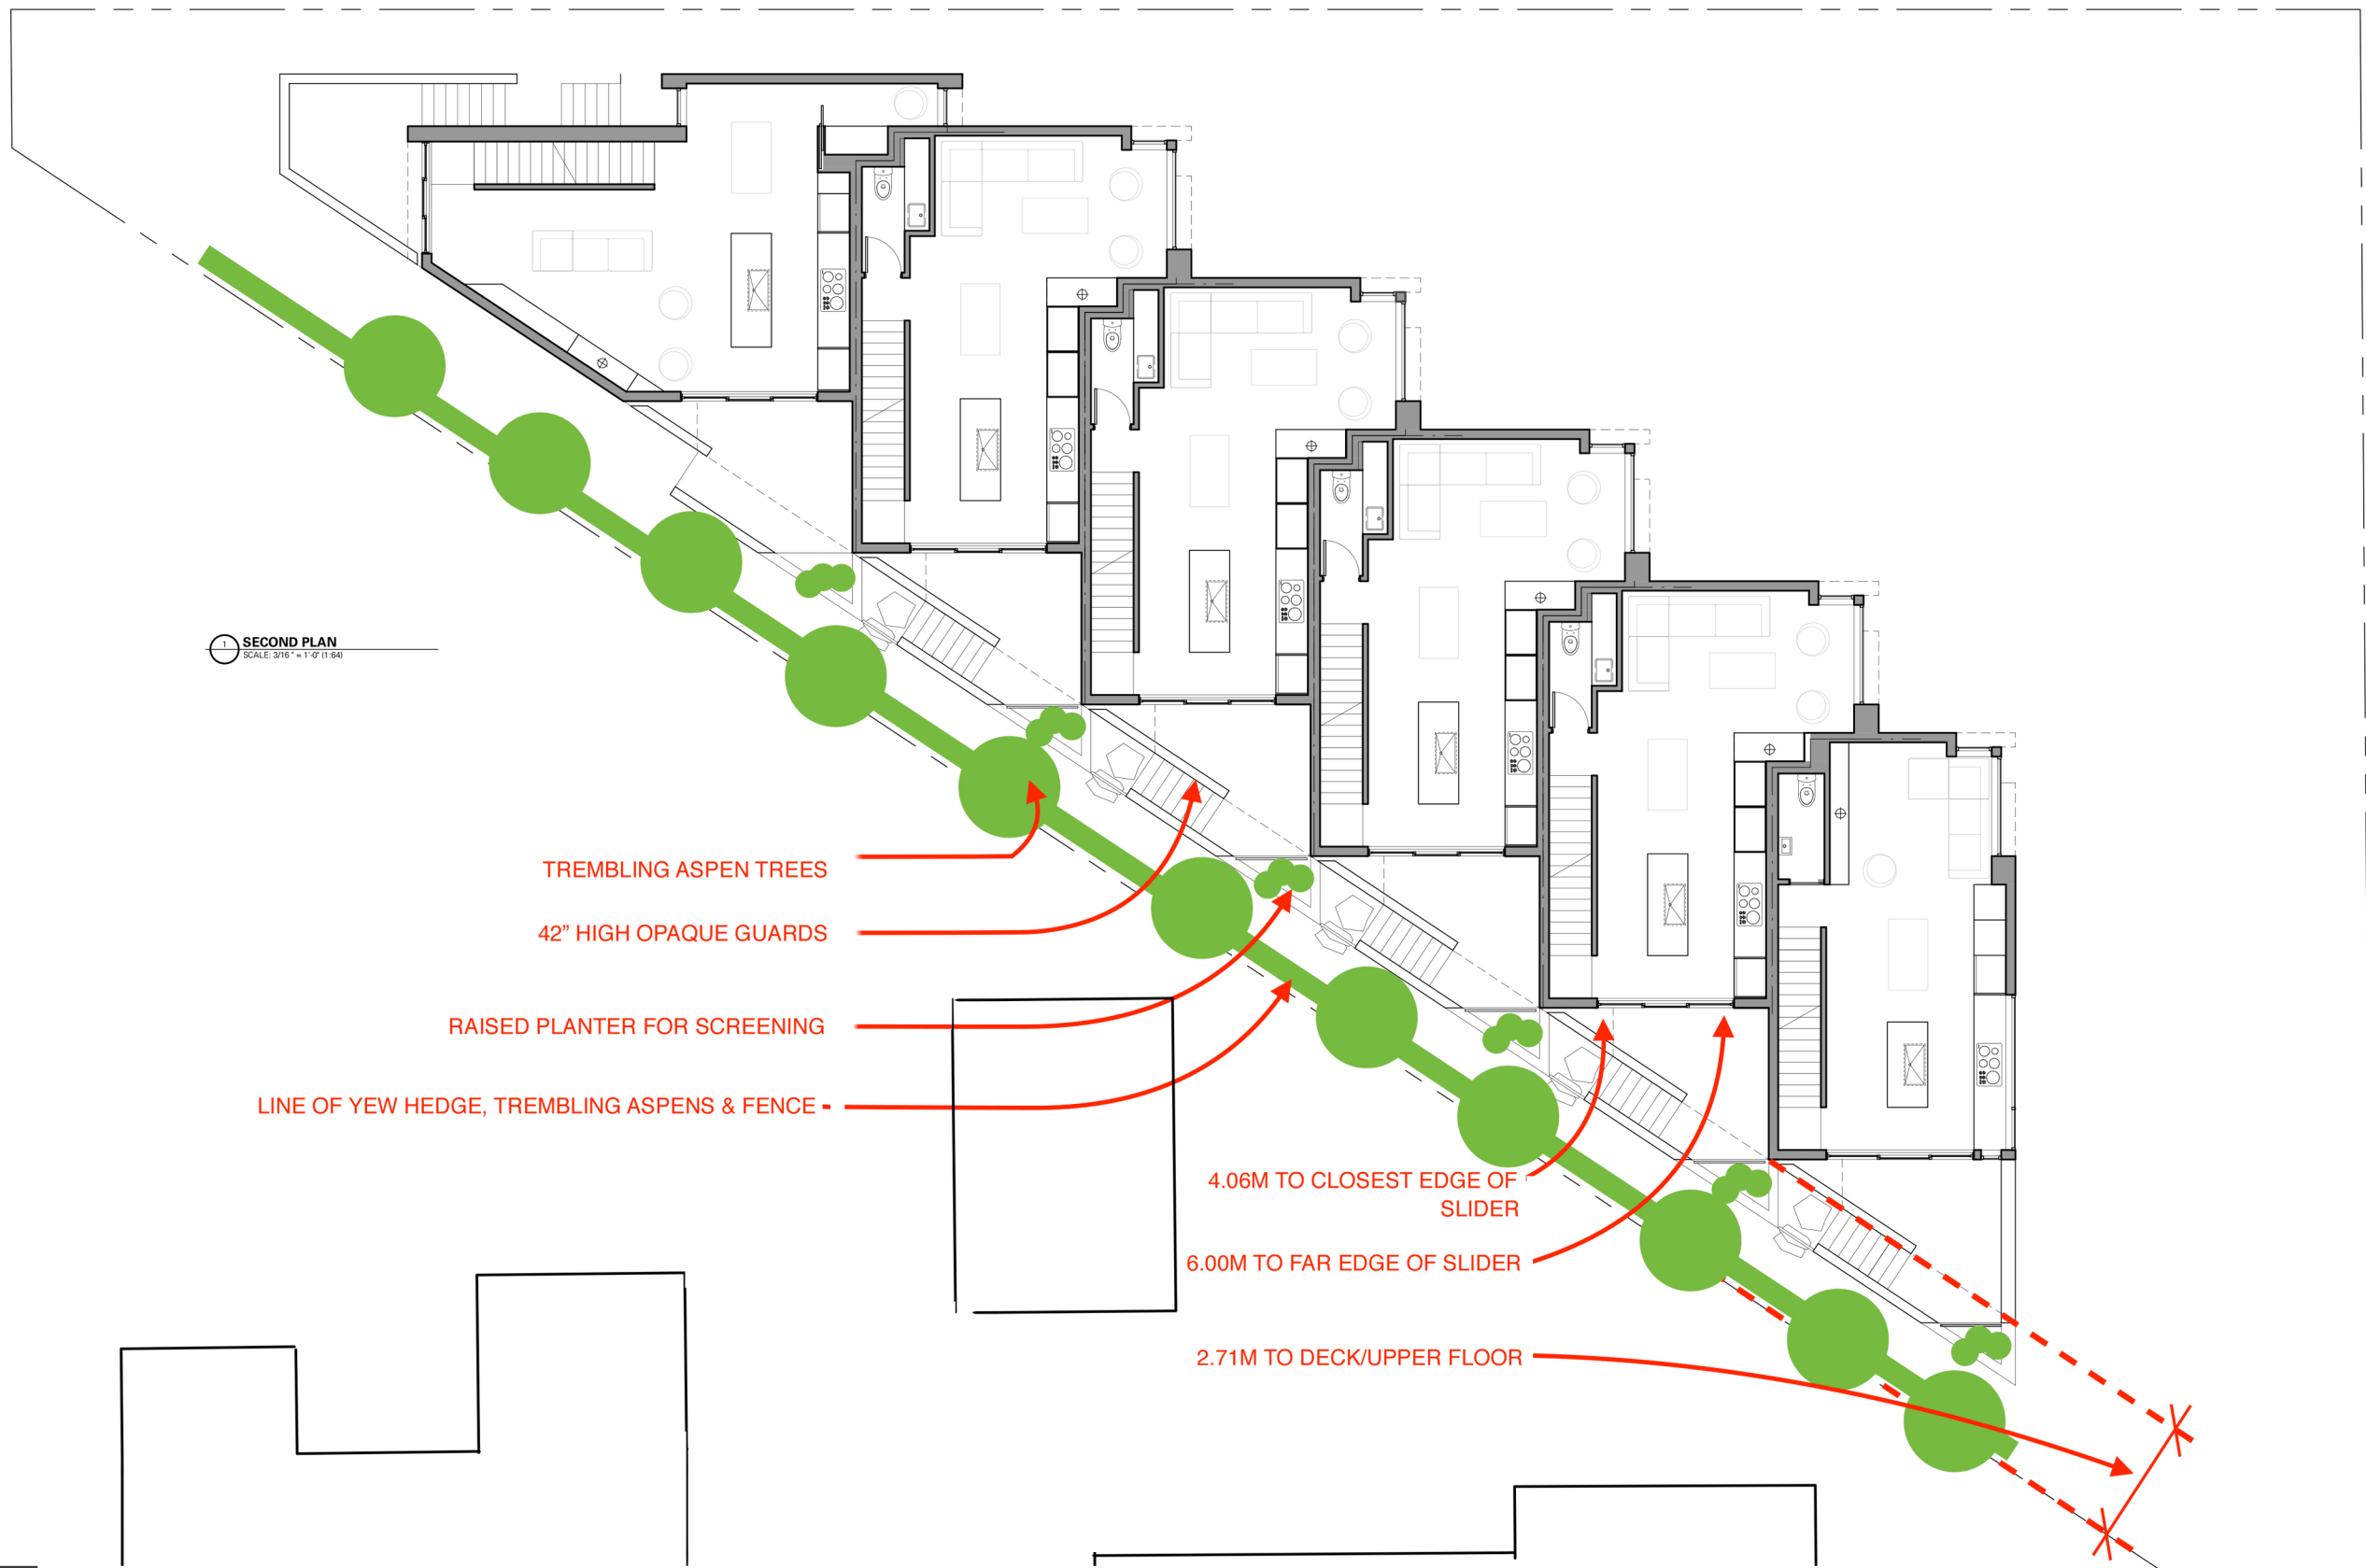 1
SECOND PLAN
SCALE: 3/16 " = 1'-0" (1:64)
TREMBLING ASPEN TREES
42” HIGH OPAQUE GUARDS
RAISED PLANTER FOR SCREENING
LINE OF YEW HEDGE, TREMBLING ASPENS & FENCE
4.06M TO CLOSEST EDGE OF
SLIDER
6.00M TO FAR EDGE OF SLIDER
2.71M TO DECK/UPPER FLOOR